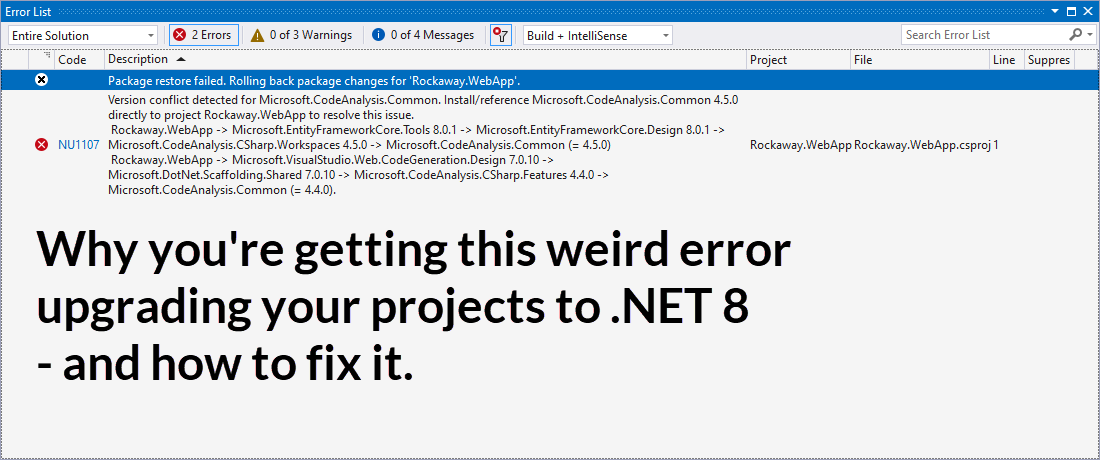 Error List
Entire Solution
2 Errors
0 of 3 Warnings
0 of 4 Messages
Build + IntelliSense
Search Error List
Code
Description
Project
File
Line
Suppres
Package restore failed. Rolling back package changes for 'Rockaway.WebApp'.
NU1107
Version conflict detected for Microsoft.CodeAnalysis.Common. Install/reference Microsoft.CodeAnalysis.Common 4.5.0
directly to project Rockaway.WebApp to resolve this issue.
Rockaway.WebApp -> Microsoft.EntityFrameworkCore.Tools 8.0.1 -> Microsoft.EntityFrameworkCore.Design 8.0.1 ->
Microsoft.CodeAnalysis.CSharp.Workspaces 4.5.0 -> Microsoft.CodeAnalysis.Common (= 4.5.0)
Rockaway.WebApp -> Microsoft.VisualStudio.Web.CodeGeneration.Design 7.0.10 ->
Microsoft.DotNet.Scaffolding.Shared 7.0.10 -> Microsoft.CodeAnalysis.CSharp.Features 4.4.0 ->
Microsoft.CodeAnalysis.Common (= 4.4.0).
Rockaway.WebApp
Rockaway.WebApp.csproj
1
Why you're getting this weird error
upgrading your projects to .NET 8
- and how to fix it.